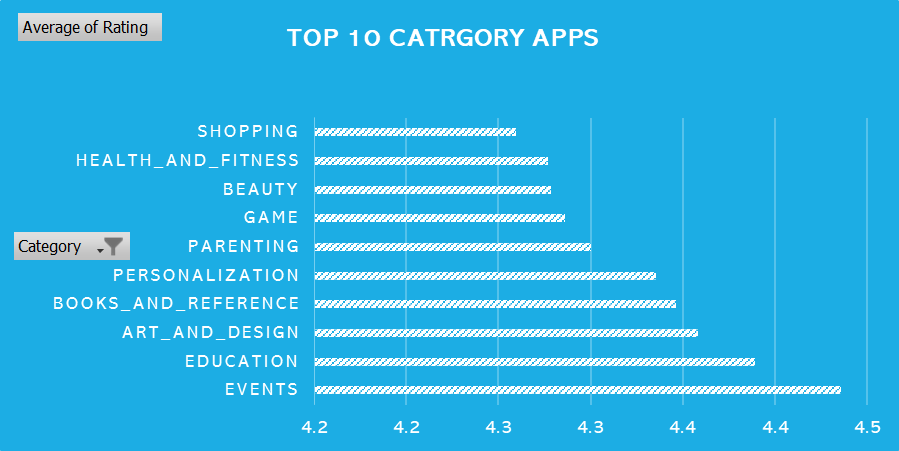 Average of Rating
TOP 10 CATRGORY APPS
SHOPPING
HEALTH_AND_FITNESS
BEAUTY
GAME
Category
PARENTING
PERSONALIZATION
BOOKS_AND_REFERENCE
ART_AND_DESIGN
EDUCATION
EVENTS
4.2 4.2 4.3 4.3 4.4 4.4 4.5